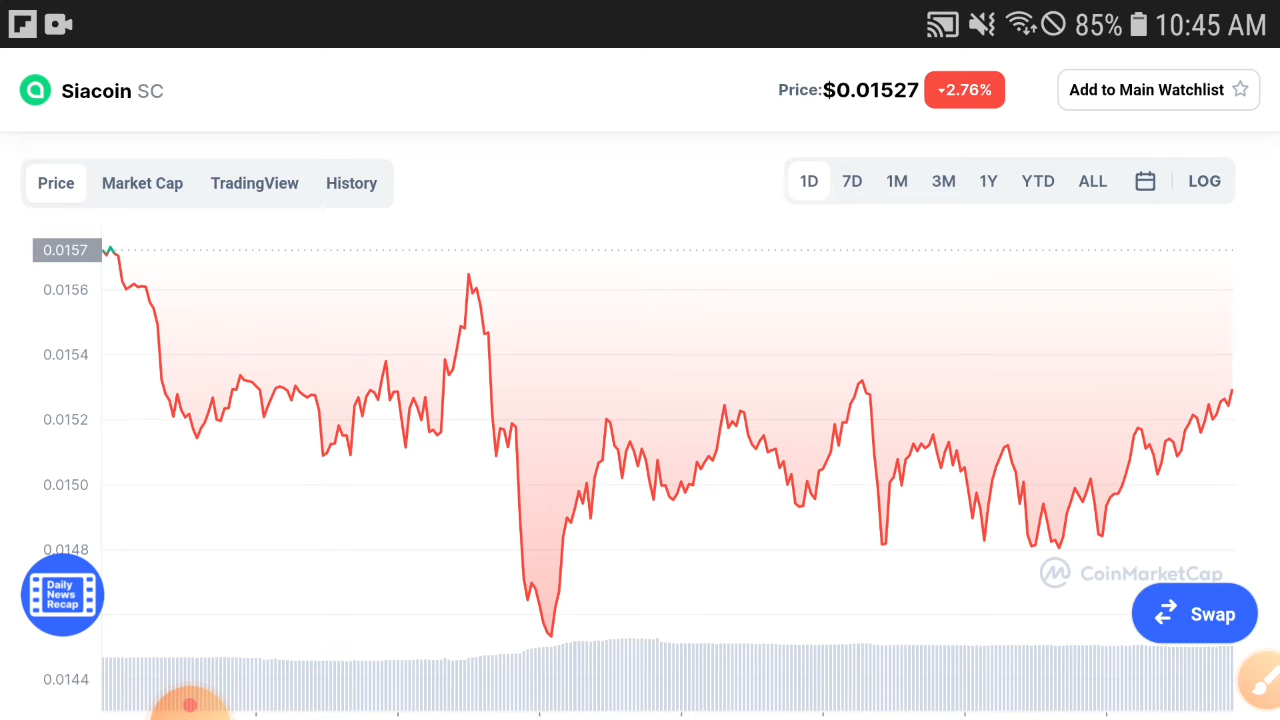 85% 10:45 AM
Siacoin SC
Price: $0.01527 2.76% Add to Main Watchlist
Price Market Cap TradingView History
1D 7D 1M 3M 1Y YTD ALL LOG
0.0157
0.0156
0.0154
0.0152
0.0150
0.0148
CoinMarketCap
Daily
News
Recap
Swap
0.0144